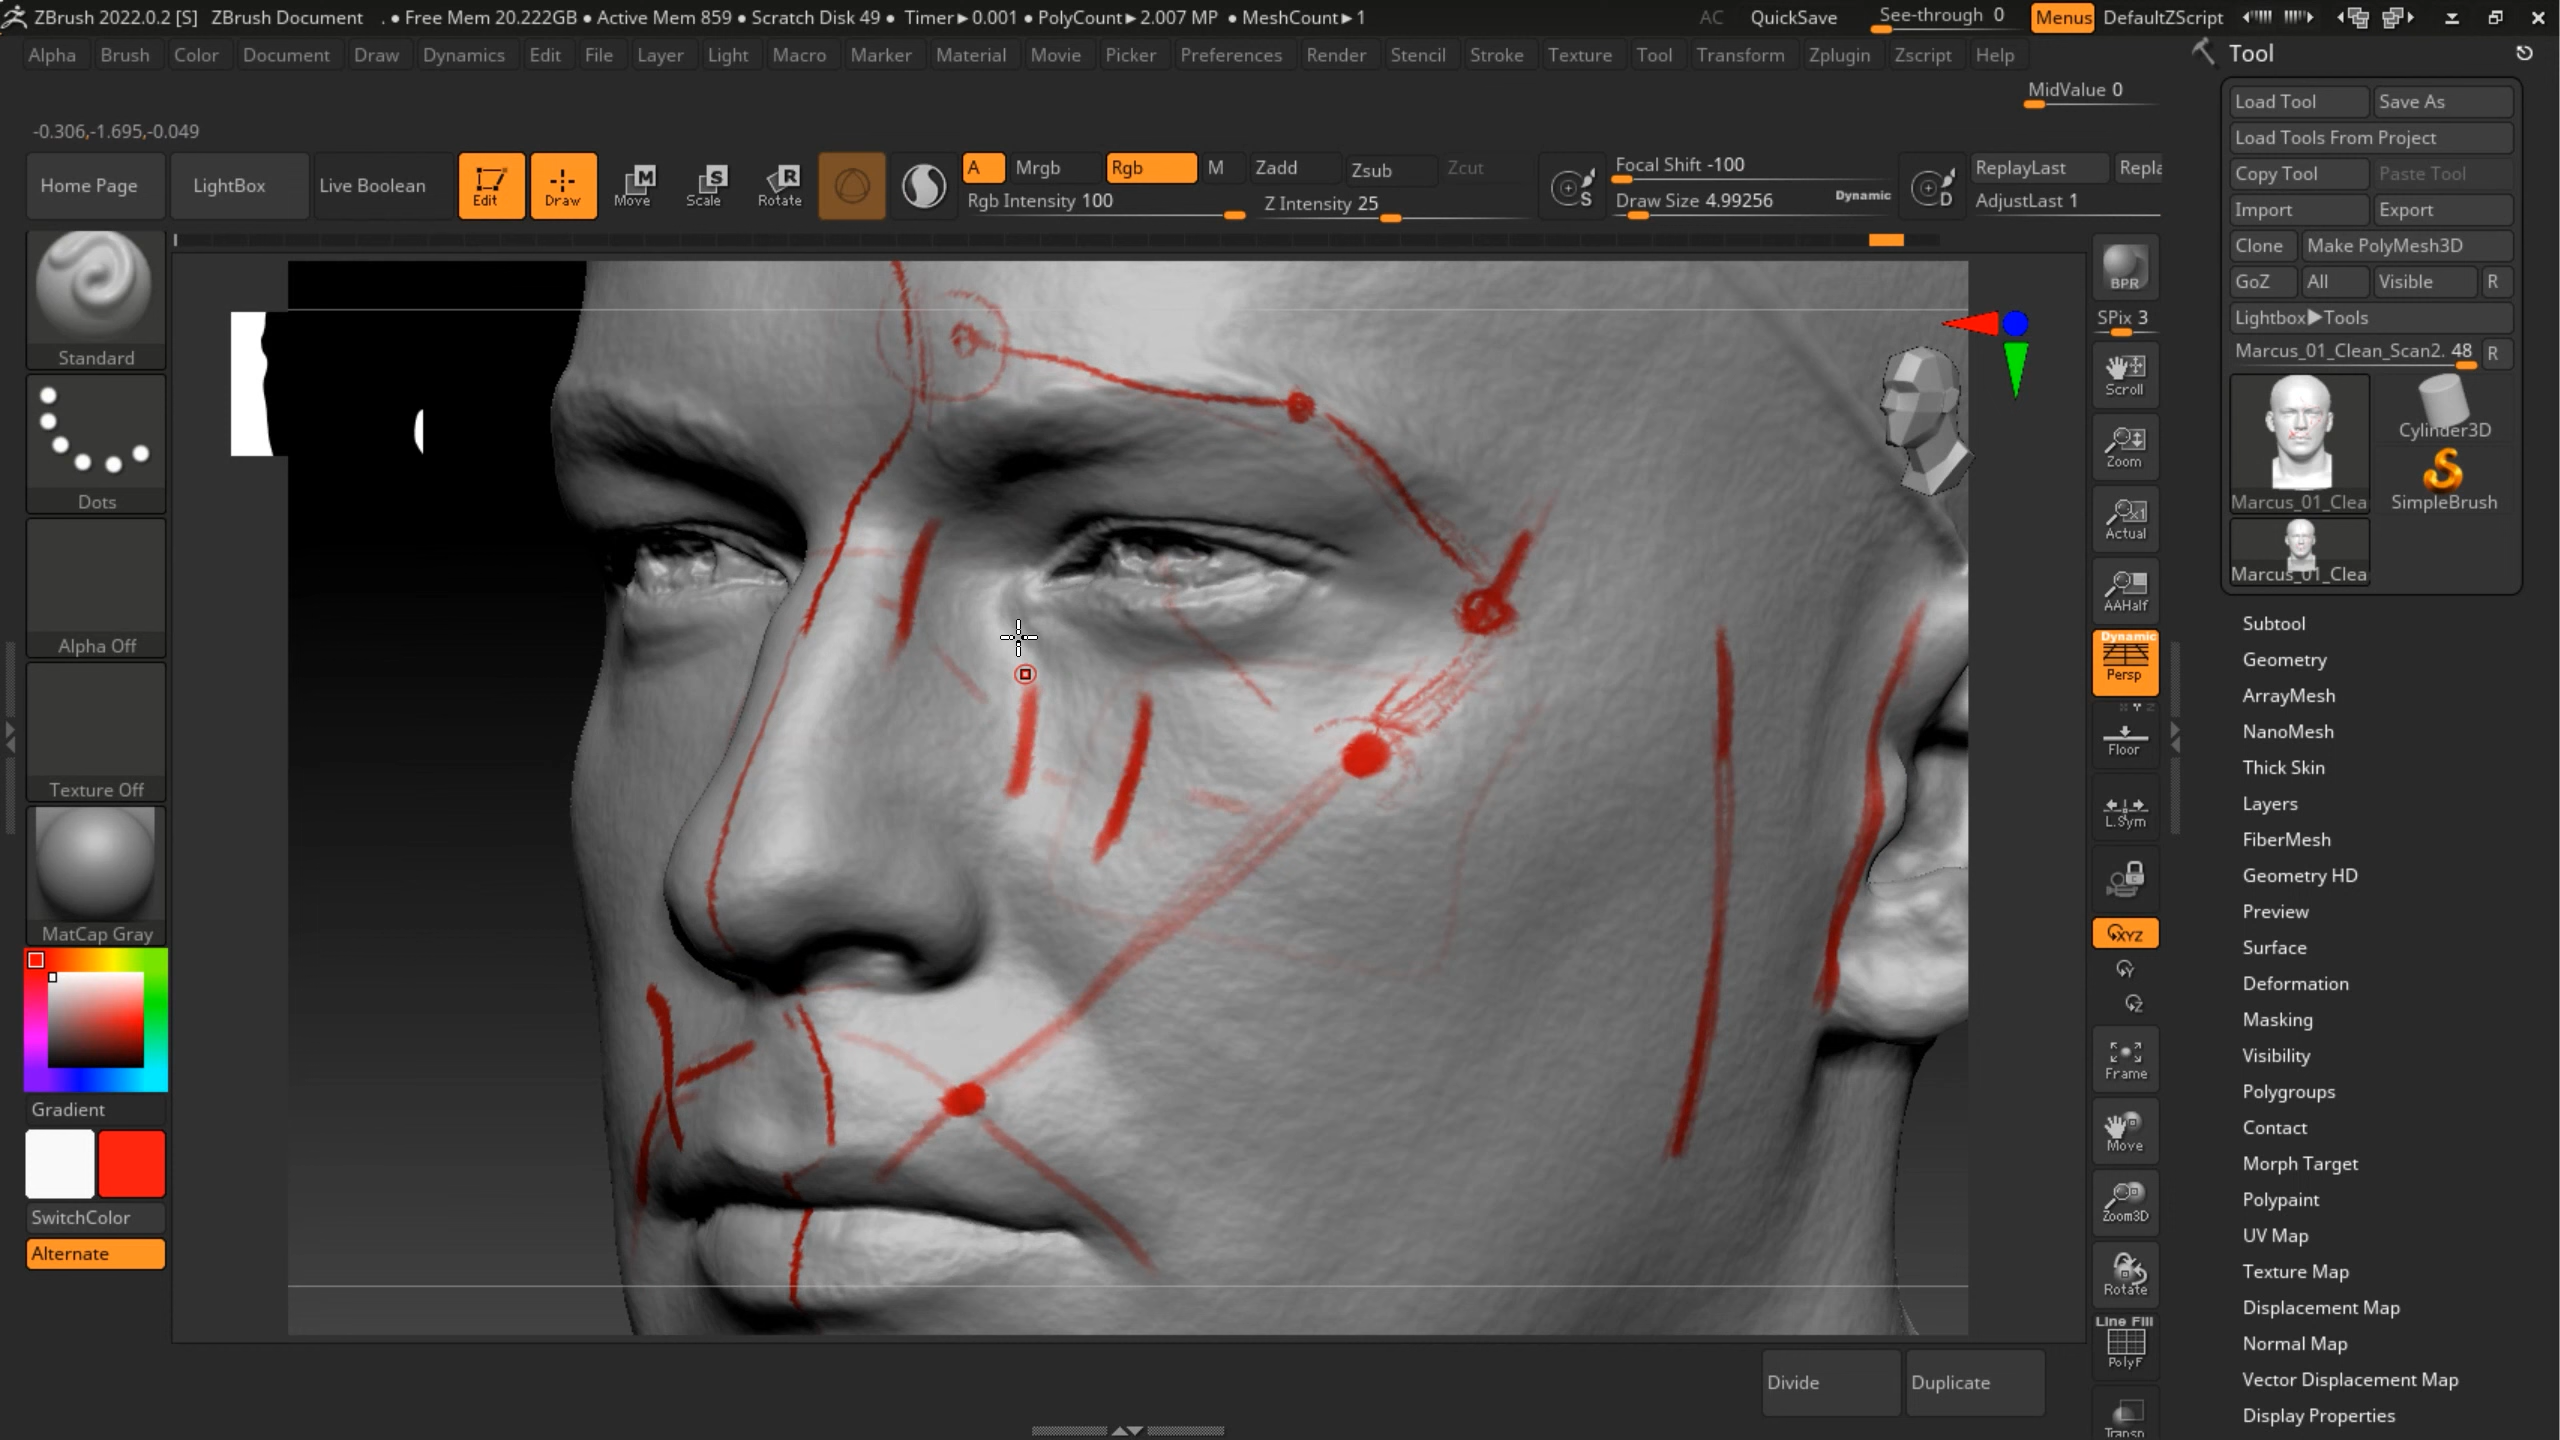 ZBrush 2022.0.2 [S] ZBrush Document . ● Free Mem 20.222GB ● Active Mem 859 ● Scratch Disk 49 ● Timer▶0.001 ● PolyCount▶2.007 MP ● MeshCount▶1 AC QuickSave See-through 0 Menus DefaultZScript
Alpha Brush Color Document Draw Dynamics Edit File Layer Light Macro Marker Material Movie Picker Preferences Render Stencil Stroke Texture Tool Transform Zplugin Zscript Help
MidValue 0
-0.306,-1.695,-0.049
Home Page LightBox Live Boolean Edit Draw Move Scale Rotate
A Mrgb Rgb M Zadd Zsub Zcut
Rgb Intensity 100 Z Intensity 25
Focal Shift -100
Draw Size 4.99256 Dynamic
S D
ReplayLast Repla
AdjustLast 1
Standard
Dots
Alpha Off
Texture Off
MatCap Gray
Gradient
SwitchColor
Alternate
BPR
SPix 3
Scroll
Zoom
Actual
AAHalf
Dynamic
Persp
Floor
L.Sym
XYZ
Y
Z
Frame
Move
Zoom3D
Rotate
Line Fill
PolyF
Transp
Divide Duplicate
Tool
Load Tool Save As
Load Tools From Project
Copy Tool Paste Tool
Import Export
Clone Make PolyMesh3D
GoZ All Visible R
Lightbox▶Tools
Marcus_01_Clean_Scan2. 48 R
Cylinder3D
Marcus_01_Clea SimpleBrush
Marcus_01_Clea
Subtool
Geometry
ArrayMesh
NanoMesh
Thick Skin
Layers
FiberMesh
Geometry HD
Preview
Surface
Deformation
Masking
Visibility
Polygroups
Contact
Morph Target
Polypaint
UV Map
Texture Map
Displacement Map
Normal Map
Vector Displacement Map
Display Properties